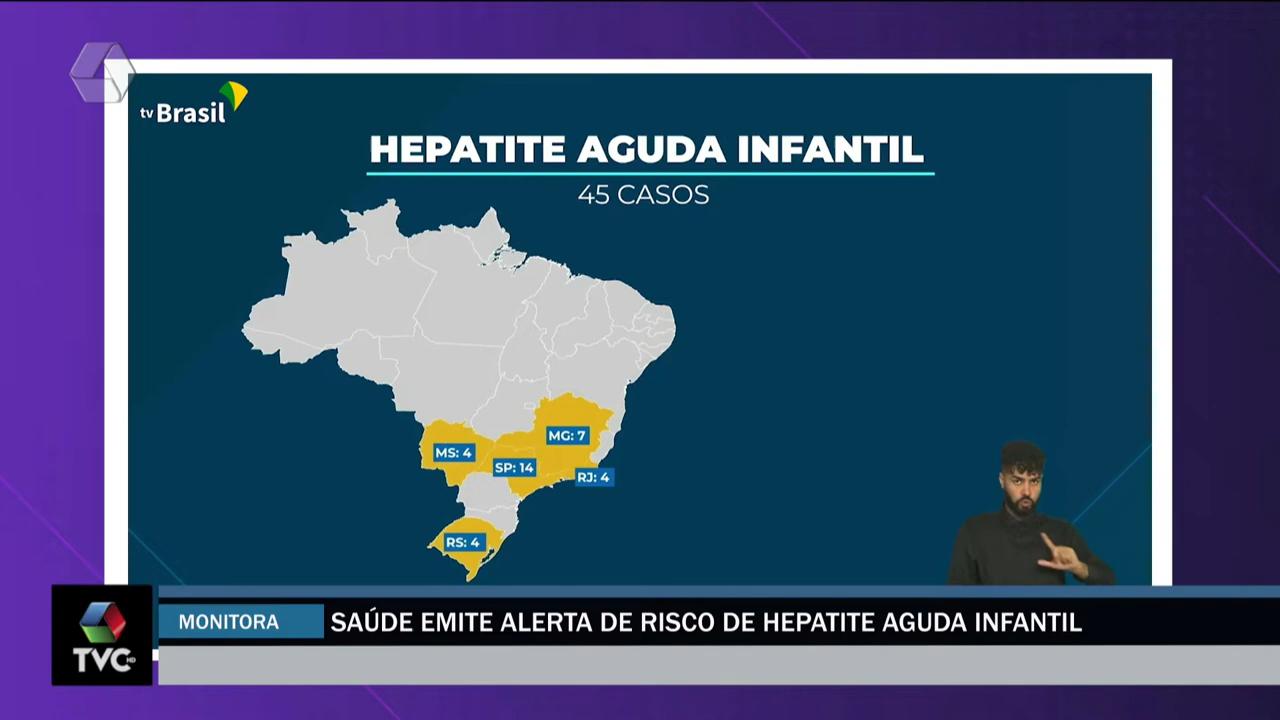 tv Brasil
HEPATITE AGUDA INFANTIL
45 CASOS
MG: 7
MS: 4
SP: 14
RJ: 4
RS: 4
MONITORA
SAÚDE EMITE ALERTA DE RISCO DE HEPATITE AGUDA INFANTIL
TVC HD